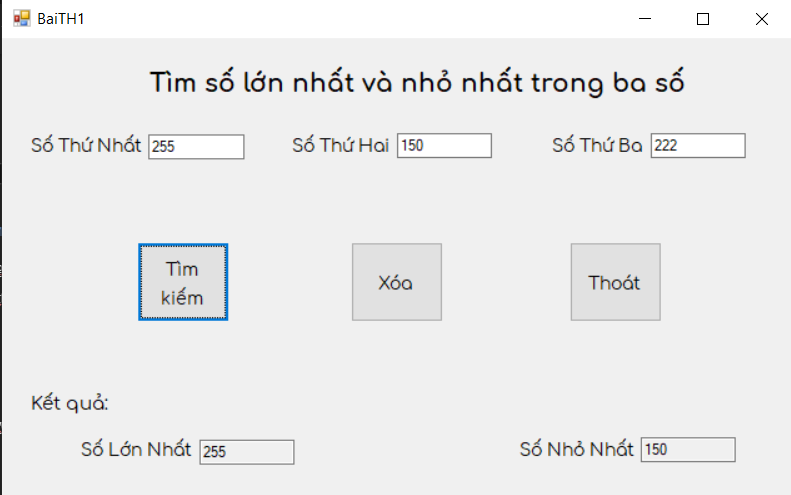 BaiTH1
Tìm số lớn nhất và nhỏ nhất trong ba số
Số Thứ Nhất 255 Số Thứ Hai 150 Số Thứ Ba 222
Tìm
kiếm
Xóa
Thoát
Kết quả:
Số Lớn Nhất 255 Số Nhỏ Nhất 150